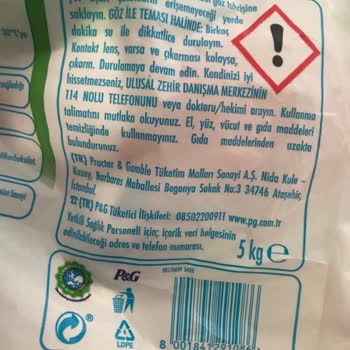 göz tahrişine
saklayın. GÖZ İLE TEMASI HALİNDE: Birkaç
dakika su ile dikkatlice durulayın.
Kontakt lens, varsa ve çıkarması kolaysa,
çıkarın. Durulamaya devam edin. Kendinizi iyi
hissetmezseniz, ULUSAL ZEHİR DANIŞMA MERKEZİNİN
114 NOLU TELEFONUNU veya doktoru/hekimi arayın. Kullanma
talimatını mutlaka okuyunuz. El, yüz, vücut ve gıda maddeleri
temizliğinde kullanmayınız. Gıda maddelerinden uzakta
bulundurunuz.
(TR) Procter & Gamble Tüketim Malları Sanayi A.Ş. Nida Kule -
Kuzey, Barbaros Mahallesi Begonya Sokak No:3 34746 Ataşehir,
İstanbul.
(TR) P&G Tüketici İlişkileri: 08502200911 www.pg.com.tr
Yetkili Sağlık Personeli için; içerik veri belgesinin
edinilebileceği adres ve telefon numarası.
5 kg e
P&G
LDPE